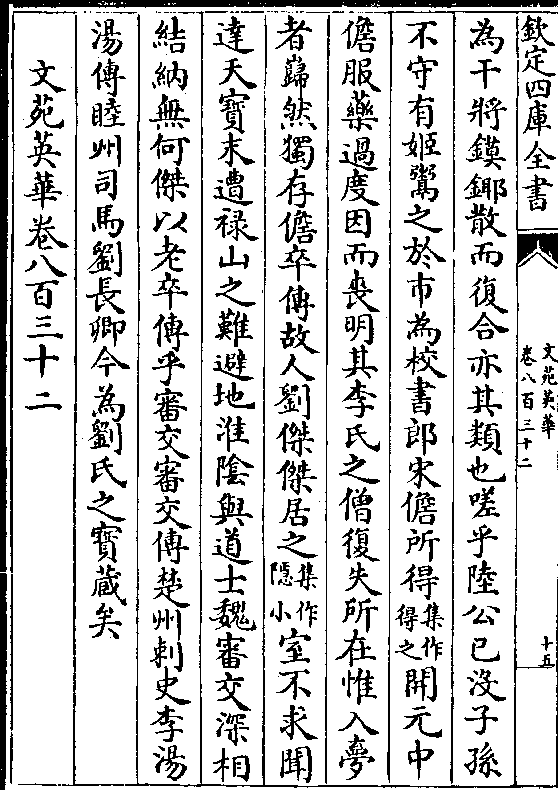 欽定四庫全書
文苑英華
卷八百三十二
十五
為干將鏌鎁散而復合亦其類也嗟乎陸公已沒子孫
不守有姬鬻之於市為校書郎宋儋所得集作得之開元中
儋服藥過度因而喪明其李氏之僧復失所在惟入夢
者巋然獨存儋卒傳故人劉傑傑居之集作隱小室不求聞
達天寶末遭祿山之難避地淮陰與道士魏審交深相
結納無何傑以老卒傳乎審交審交傳楚州刺史李湯
湯傳睦州司馬劉長卿今為劉氏之寶蔵矣
文苑英華卷八百三十二